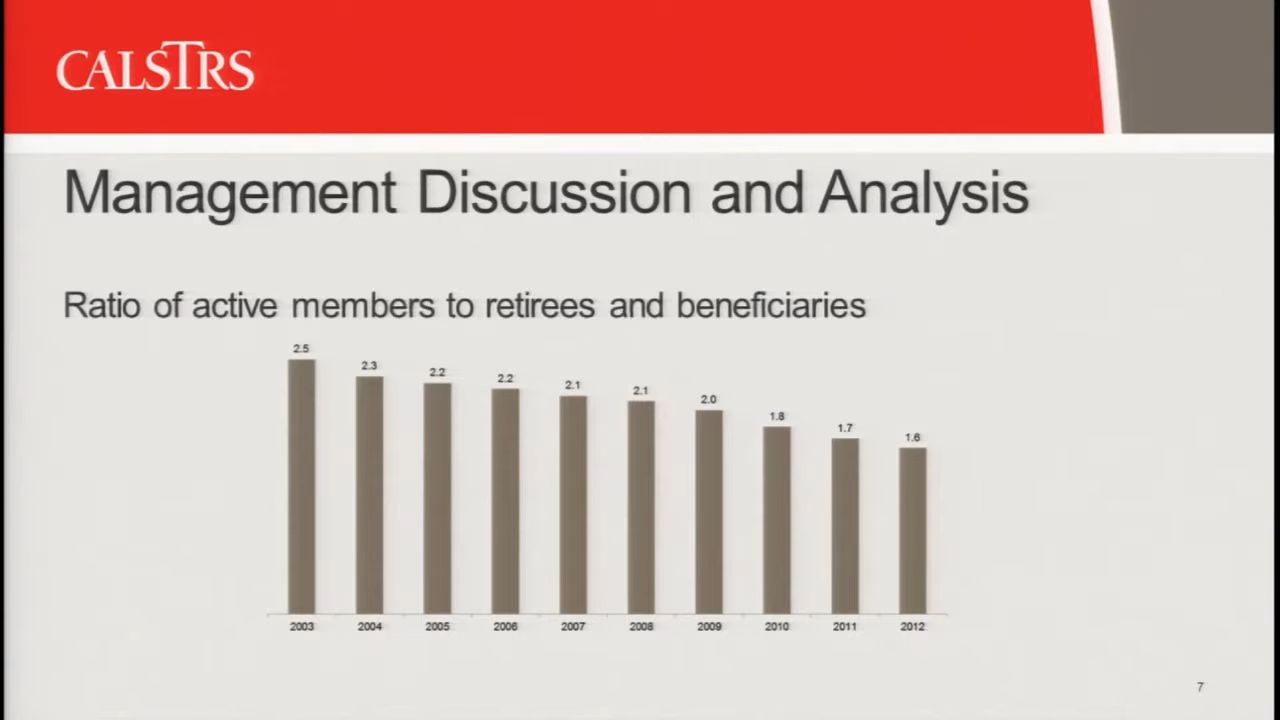 CALSTRS
Management Discussion and Analysis
Ratio of active members to retirees and beneficiaries
2.5
2.3
2.2
2.2
2.1
2.1
2.0
1.8
1.7
1.6
2003 2004 2005 2006 2007 2008 2009 2010 2011 2012
7